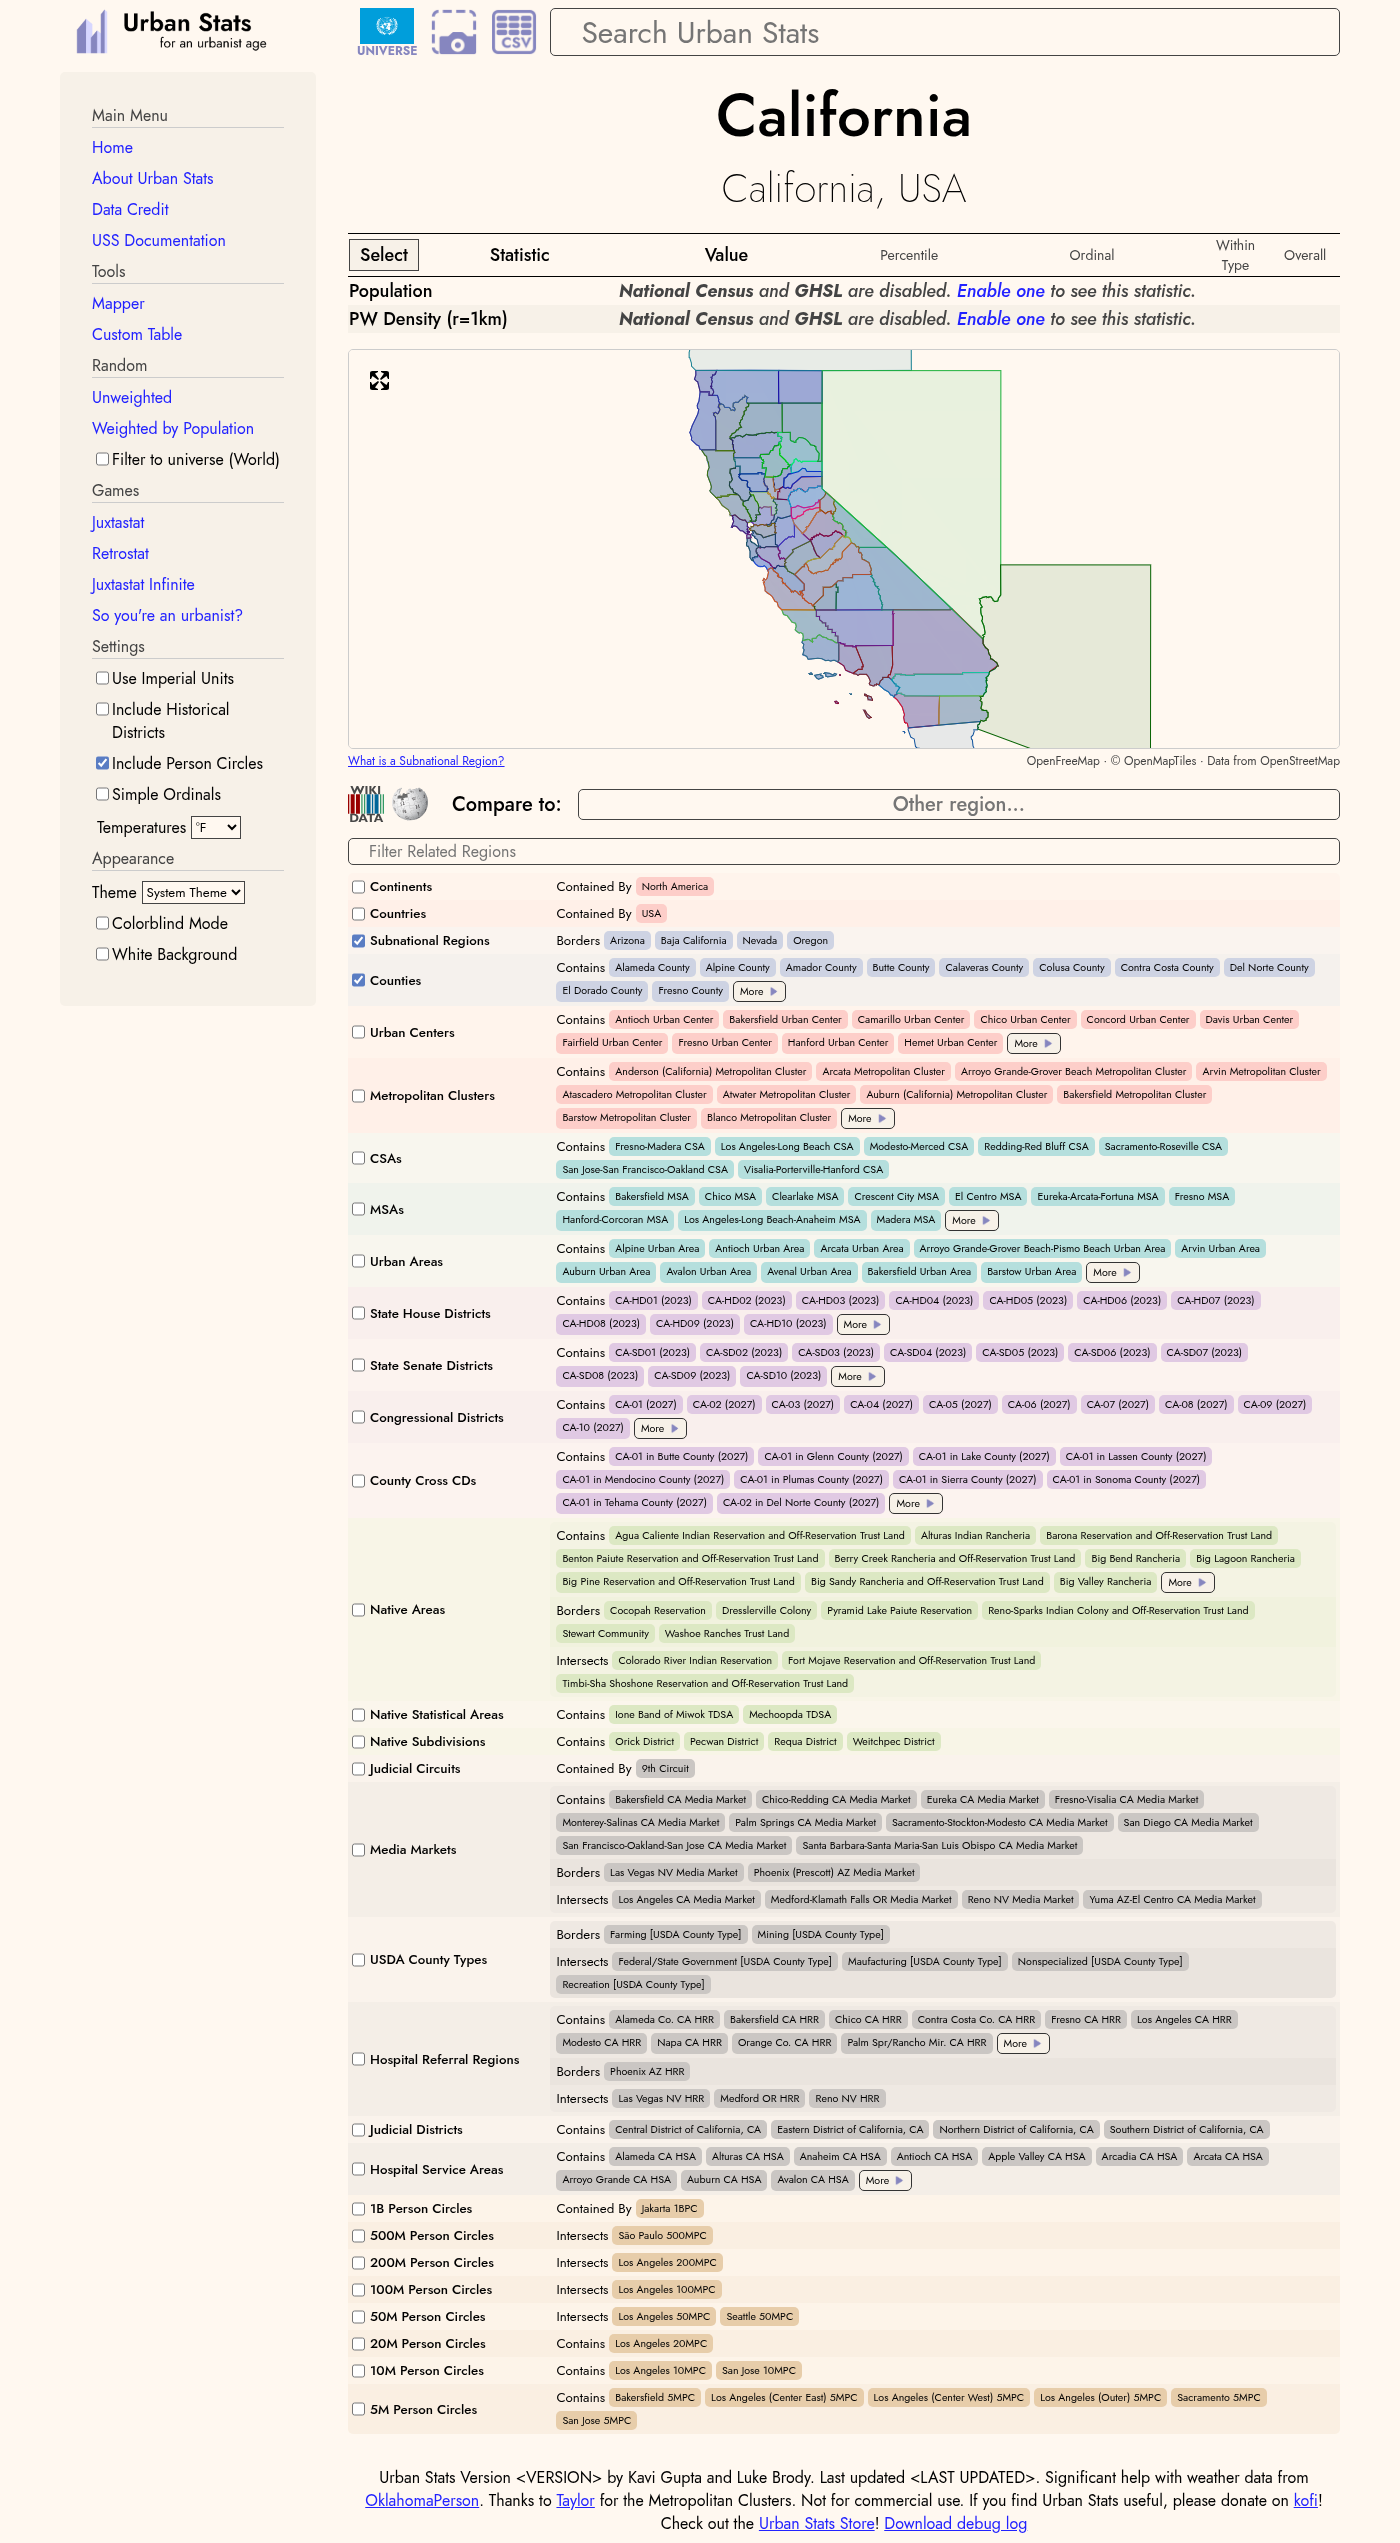 Urban Stats
for an urbanist age
UNIVERSE
CSV
Search Urban Stats
Main Menu
Home
About Urban Stats
Data Credit
USS Documentation
Tools
Mapper
Custom Table
Random
Unweighted
Weighted by Population
Filter to universe (World)
Games
Juxtastat
Retrostat
Juxtastat Infinite
So you're an urbanist?
Settings
Use Imperial Units
Include Historical
Districts
Include Person Circles
Simple Ordinals
Temperatures °F
Appearance
Theme System Theme
Colorblind Mode
White Background
California
California, USA
Select Statistic Value Percentile Ordinal Within Type Overall
Population National Census and GHSL are disabled. Enable one to see this statistic.
PW Density (r=1km) National Census and GHSL are disabled. Enable one to see this statistic.
What is a Subnational Region? OpenFreeMap · © OpenMapTiles · Data from OpenStreetMap
WIKI
DATA
Compare to: Other region...
Filter Related Regions
Continents Contained By North America
Countries Contained By USA
Subnational Regions Borders Arizona Baja California Nevada Oregon
Counties Contains Alameda County Alpine County Amador County Butte County Calaveras County Colusa County Contra Costa County Del Norte County
El Dorado County Fresno County More
Urban Centers Contains Antioch Urban Center Bakersfield Urban Center Camarillo Urban Center Chico Urban Center Concord Urban Center Davis Urban Center
Fairfield Urban Center Fresno Urban Center Hanford Urban Center Hemet Urban Center More
Metropolitan Clusters Contains Anderson (California) Metropolitan Cluster Arcata Metropolitan Cluster Arroyo Grande-Grover Beach Metropolitan Cluster Arvin Metropolitan Cluster
Atascadero Metropolitan Cluster Atwater Metropolitan Cluster Auburn (California) Metropolitan Cluster Bakersfield Metropolitan Cluster
Barstow Metropolitan Cluster Blanco Metropolitan Cluster More
CSAs Contains Fresno-Madera CSA Los Angeles-Long Beach CSA Modesto-Merced CSA Redding-Red Bluff CSA Sacramento-Roseville CSA
San Jose-San Francisco-Oakland CSA Visalia-Porterville-Hanford CSA
MSAs Contains Bakersfield MSA Chico MSA Clearlake MSA Crescent City MSA El Centro MSA Eureka-Arcata-Fortuna MSA Fresno MSA
Hanford-Corcoran MSA Los Angeles-Long Beach-Anaheim MSA Madera MSA More
Urban Areas Contains Alpine Urban Area Antioch Urban Area Arcata Urban Area Arroyo Grande-Grover Beach-Pismo Beach Urban Area Arvin Urban Area
Auburn Urban Area Avalon Urban Area Avenal Urban Area Bakersfield Urban Area Barstow Urban Area More
State House Districts Contains CA-HD01 (2023) CA-HD02 (2023) CA-HD03 (2023) CA-HD04 (2023) CA-HD05 (2023) CA-HD06 (2023) CA-HD07 (2023)
CA-HD08 (2023) CA-HD09 (2023) CA-HD10 (2023) More
State Senate Districts Contains CA-SD01 (2023) CA-SD02 (2023) CA-SD03 (2023) CA-SD04 (2023) CA-SD05 (2023) CA-SD06 (2023) CA-SD07 (2023)
CA-SD08 (2023) CA-SD09 (2023) CA-SD10 (2023) More
Congressional Districts Contains CA-01 (2027) CA-02 (2027) CA-03 (2027) CA-04 (2027) CA-05 (2027) CA-06 (2027) CA-07 (2027) CA-08 (2027) CA-09 (2027)
CA-10 (2027) More
County Cross CDs Contains CA-01 in Butte County (2027) CA-01 in Glenn County (2027) CA-01 in Lake County (2027) CA-01 in Lassen County (2027)
CA-01 in Mendocino County (2027) CA-01 in Plumas County (2027) CA-01 in Sierra County (2027) CA-01 in Sonoma County (2027)
CA-01 in Tehama County (2027) CA-02 in Del Norte County (2027) More
Native Areas Contains Agua Caliente Indian Reservation and Off-Reservation Trust Land Alturas Indian Rancheria Barona Reservation and Off-Reservation Trust Land
Benton Paiute Reservation and Off-Reservation Trust Land Berry Creek Rancheria and Off-Reservation Trust Land Big Bend Rancheria Big Lagoon Rancheria
Big Pine Reservation and Off-Reservation Trust Land Big Sandy Rancheria and Off-Reservation Trust Land Big Valley Rancheria More
Borders Cocopah Reservation Dresslerville Colony Pyramid Lake Paiute Reservation Reno-Sparks Indian Colony and Off-Reservation Trust Land
Stewart Community Washoe Ranches Trust Land
Intersects Colorado River Indian Reservation Fort Mojave Reservation and Off-Reservation Trust Land
Timbi-Sha Shoshone Reservation and Off-Reservation Trust Land
Native Statistical Areas Contains Ione Band of Miwok TDSA Mechoopda TDSA
Native Subdivisions Contains Orick District Pecwan District Requa District Weitchpec District
Judicial Circuits Contained By 9th Circuit
Media Markets Contains Bakersfield CA Media Market Chico-Redding CA Media Market Eureka CA Media Market Fresno-Visalia CA Media Market
Monterey-Salinas CA Media Market Palm Springs CA Media Market Sacramento-Stockton-Modesto CA Media Market San Diego CA Media Market
San Francisco-Oakland-San Jose CA Media Market Santa Barbara-Santa Maria-San Luis Obispo CA Media Market
Borders Las Vegas NV Media Market Phoenix (Prescott) AZ Media Market
Intersects Los Angeles CA Media Market Medford-Klamath Falls OR Media Market Reno NV Media Market Yuma AZ-El Centro CA Media Market
USDA County Types Borders Farming [USDA County Type] Mining [USDA County Type]
Intersects Federal/State Government [USDA County Type] Maufacturing [USDA County Type] Nonspecialized [USDA County Type]
Recreation [USDA County Type]
Hospital Referral Regions Contains Alameda Co. CA HRR Bakersfield CA HRR Chico CA HRR Contra Costa Co. CA HRR Fresno CA HRR Los Angeles CA HRR
Modesto CA HRR Napa CA HRR Orange Co. CA HRR Palm Spr/Rancho Mir. CA HRR More
Borders Phoenix AZ HRR
Intersects Las Vegas NV HRR Medford OR HRR Reno NV HRR
Judicial Districts Contains Central District of California, CA Eastern District of California, CA Northern District of California, CA Southern District of California, CA
Hospital Service Areas Contains Alameda CA HSA Alturas CA HSA Anaheim CA HSA Antioch CA HSA Apple Valley CA HSA Arcadia CA HSA Arcata CA HSA
Arroyo Grande CA HSA Auburn CA HSA Avalon CA HSA More
1B Person Circles Contained By Jakarta 1BPC
500M Person Circles Intersects São Paulo 500MPC
200M Person Circles Intersects Los Angeles 200MPC
100M Person Circles Intersects Los Angeles 100MPC
50M Person Circles Intersects Los Angeles 50MPC Seattle 50MPC
20M Person Circles Contains Los Angeles 20MPC
10M Person Circles Contains Los Angeles 10MPC San Jose 10MPC
5M Person Circles Contains Bakersfield 5MPC Los Angeles (Center East) 5MPC Los Angeles (Center West) 5MPC Los Angeles (Outer) 5MPC Sacramento 5MPC
San Jose 5MPC
Urban Stats Version <VERSION> by Kavi Gupta and Luke Brody. Last updated <LAST UPDATED>. Significant help with weather data from
OklahomaPerson. Thanks to Taylor for the Metropolitan Clusters. Not for commercial use. If you find Urban Stats useful, please donate on kofi!
Check out the Urban Stats Store! Download debug log